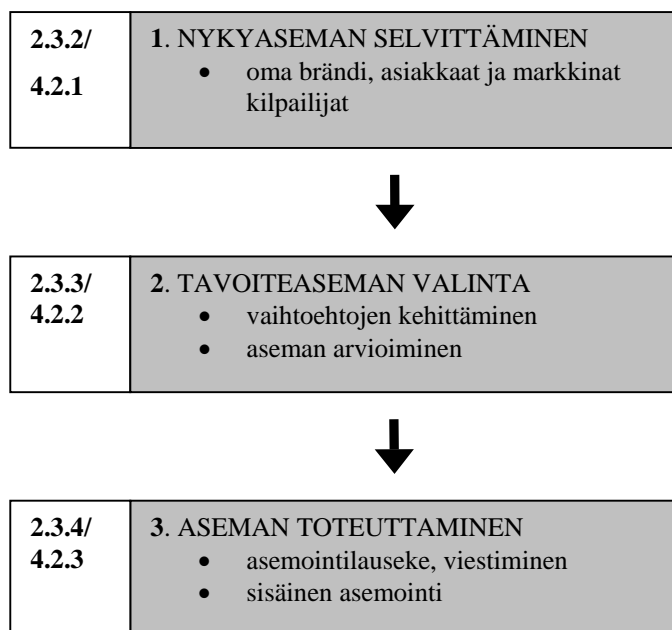 2.3.2/
4.2.1
1. NYKYASEMAN SELVITTÄMINEN
• oma brändi, asiakkaat ja markkinat
kilpailijat
2.3.3/
4.2.2
2. TAVOITEASEMAN VALINTA
• vaihtoehtojen kehittäminen
• aseman arvioiminen
2.3.4/
4.2.3
3. ASEMAN TOTEUTTAMINEN
• asemointilauseke, viestiminen
• sisäinen asemointi